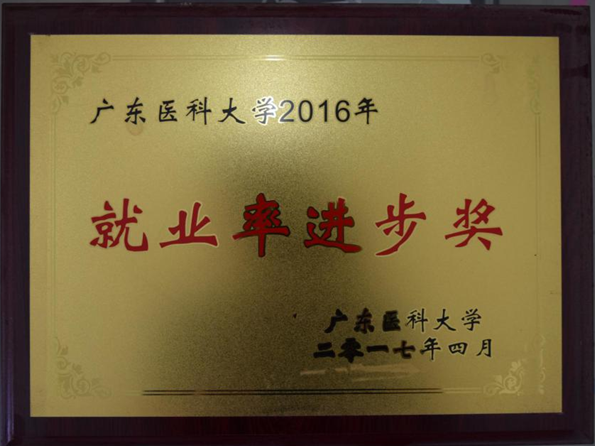 广东医科大学2016年
就业率进步奖
广东医科大学
二零一七年四月